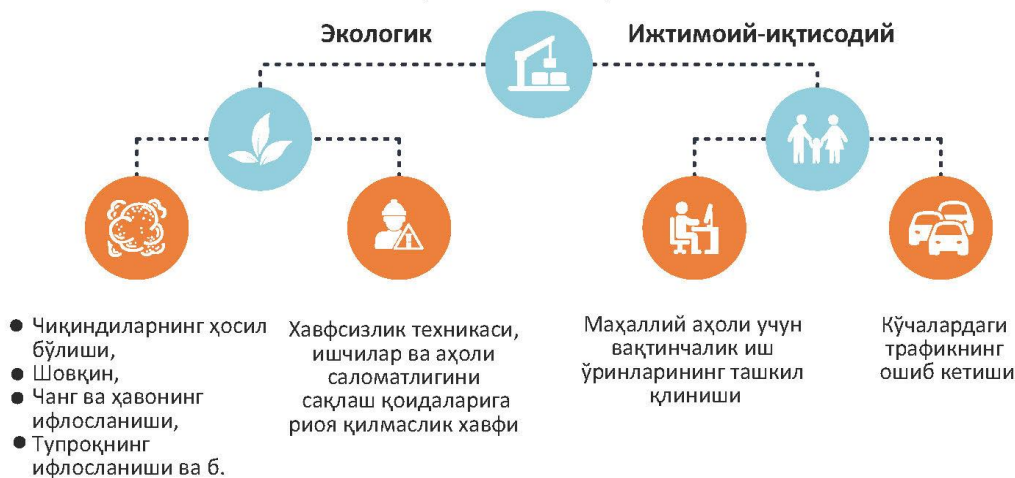 Экологик
Ижтимоий-иқтисодий
● Чиқиндиларнинг ҳосил
бўлиши,
● Шовқин,
● Чанг ва ҳавонинг
ифлосланиши,
● Тупроқнинг
ифлосланиши ва б.
Хавфсизлик техникаси,
ишчилар ва аҳоли
саломатлигини
сақлаш қоидаларига
риоя қилмаслик хавфи
Маҳаллий аҳоли учун
вақтинчалик иш
ўринларининг ташкил
қлиниши
Кўчалардаги
трафикнинг
ошиб кетиши